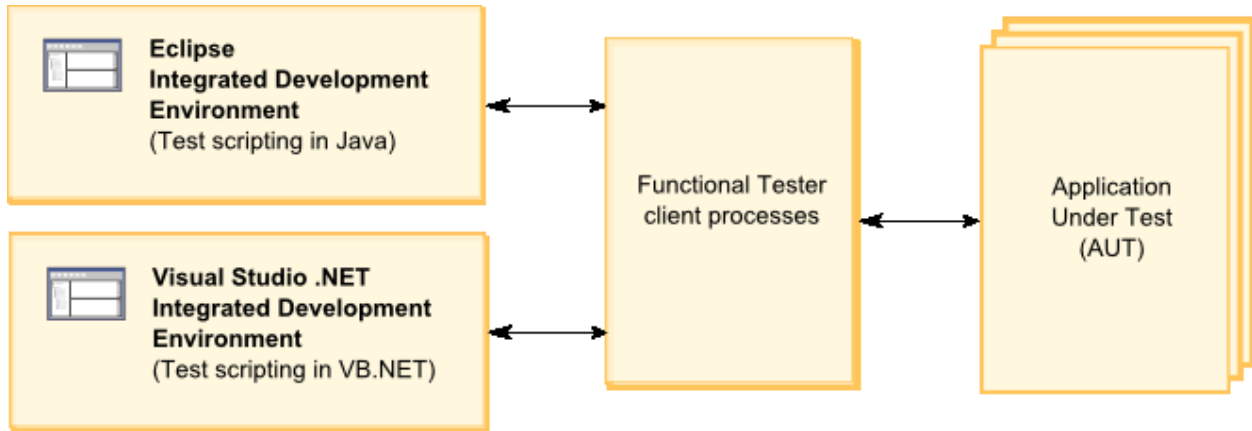 Eclipse
Integrated Development
Environment
(Test scripting in Java)
Visual Studio .NET
Integrated Development
Environment
(Test scripting in VB.NET)
Functional Tester
client processes
Application
Under Test
(AUT)